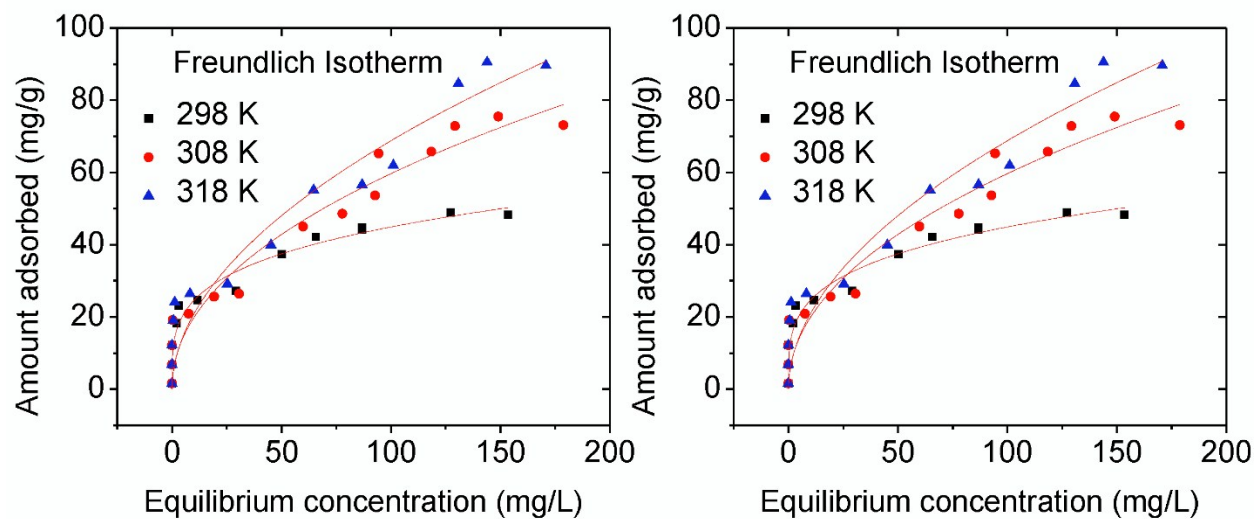 100
80
60
40
20
0
Amount adsorbed (mg/g)
Freundlich Isotherm
298 K
308 K
318 K
0 50 100 150 200
Equilibrium concentration (mg/L)
100
80
60
40
20
0
Amount adsorbed (mg/g)
Freundlich Isotherm
298 K
308 K
318 K
0 50 100 150 200
Equilibrium concentration (mg/L)